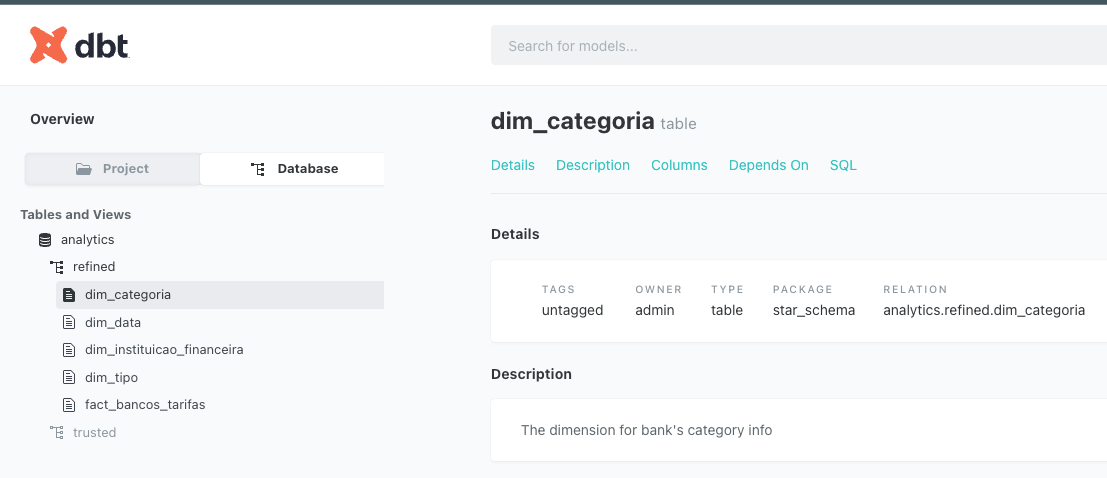 dbt
Search for models...
Overview
Project
Database
Tables and Views
analytics
refined
dim_categoria
dim_data
dim_instituicao_financeira
dim_tipo
fact_bancos_tarifas
trusted
dim_categoria table
Details Description Columns Depends On SQL
Details
TAGS OWNER TYPE PACKAGE RELATION
untagged admin table star_schema analytics.refined.dim_categoria
Description
The dimension for bank's category info